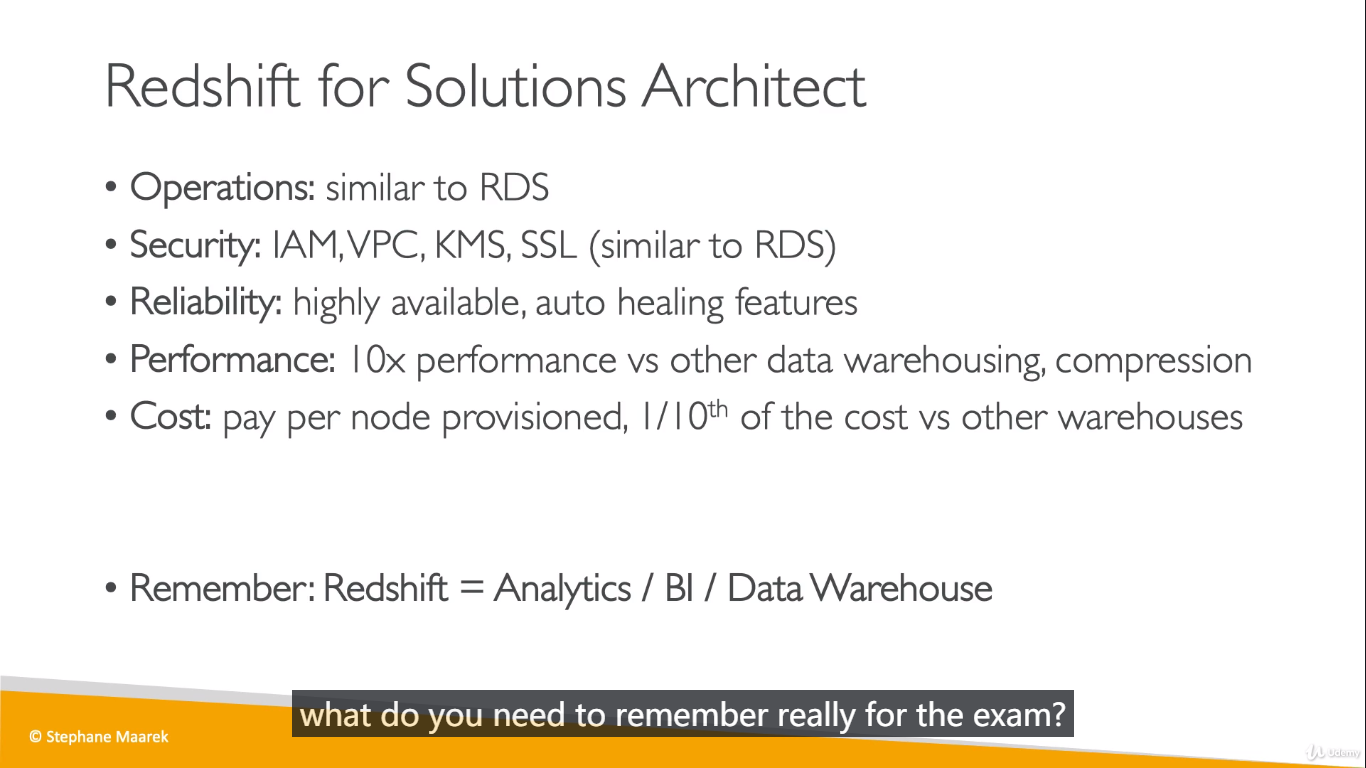 Redshift for Solutions Architect
• Operations: similar to RDS
• Security: IAM, VPC, KMS, SSL (similar to RDS)
• Reliability: highly available, auto healing features
• Performance: 10x performance vs other data warehousing, compression
• Cost: pay per node provisioned, 1/10th of the cost vs other warehouses
• Remember: Redshift = Analytics / BI / Data Warehouse
what do you need to remember really for the exam?
© Stephane Maarek
Udemy